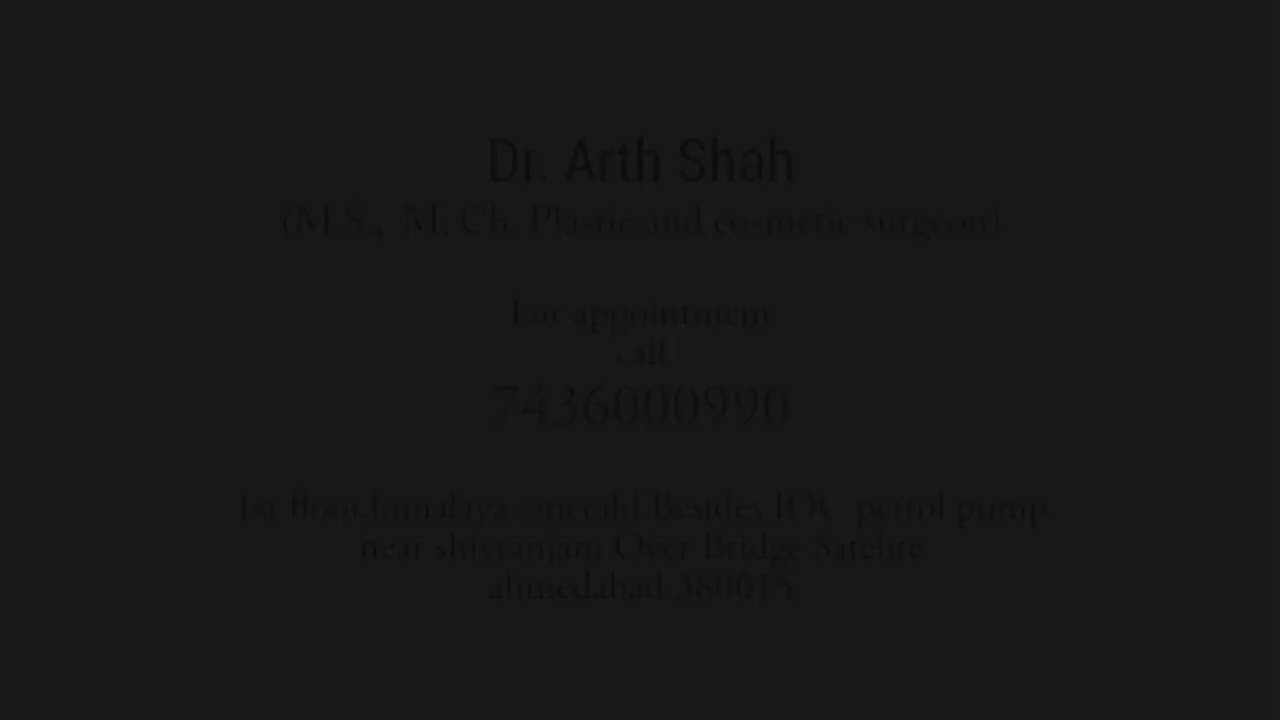 Dr. Arth Shah
(M.S., M. Ch. Plastic and cosmetic surgeon)
For appointment
call
7436000990
1st floor,himalaya emerald,Besides IOC petrol pump
near shivranjani Over Bridge Satelite
ahmedabad 380015